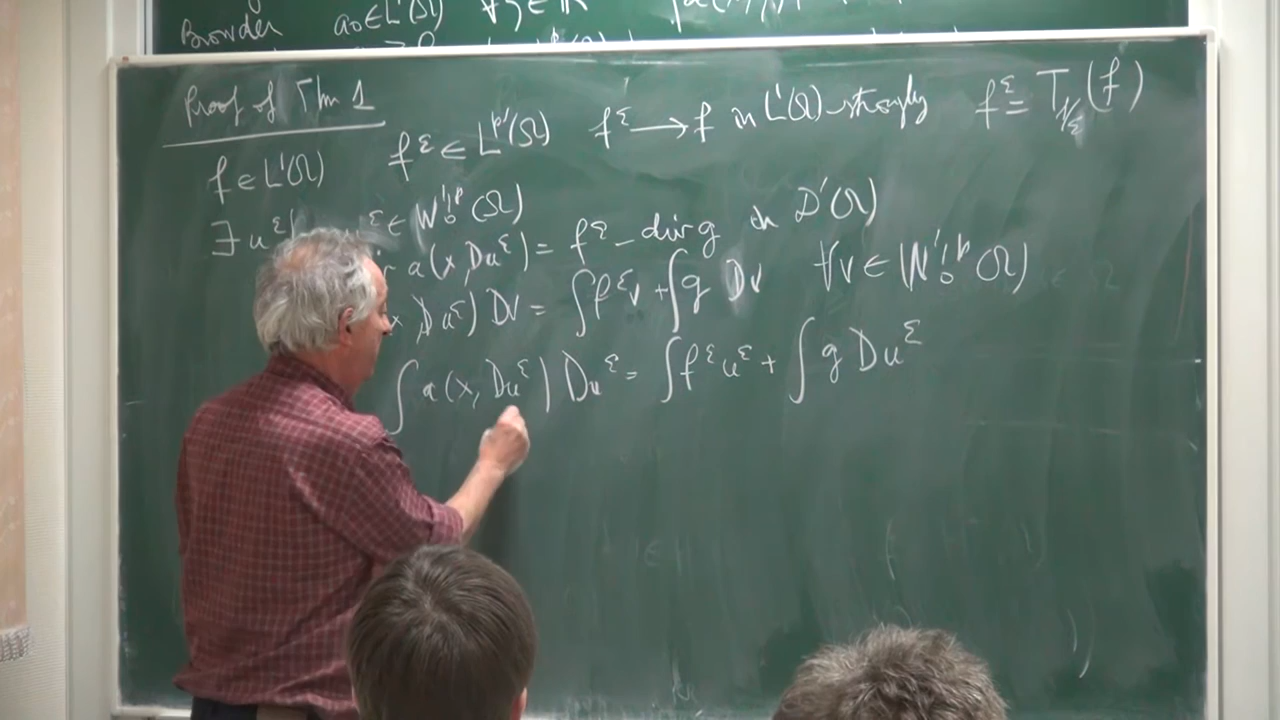 Browder a₀ ∈ L¹(Ω) ∀ξ ∈
Proof of Thm 1
f ∈ L¹(Ω) f^ε ∈ L^{p'}(Ω) f^ε → f in L¹(Ω)-strongly f^ε = T_{1/ε}(f)
∃ u^ε u^ε ∈ W₀^{1,p}(Ω)
a(x, Du^ε) = f^ε - div g in D'(Ω)
x, Du^ε) Dv = ∫ f^ε v + ∫ g Dv ∀v ∈ W₀^{1,p}(Ω)
∫ a(x, Du^ε) Du^ε = ∫ f^ε u^ε + ∫ g Du^ε